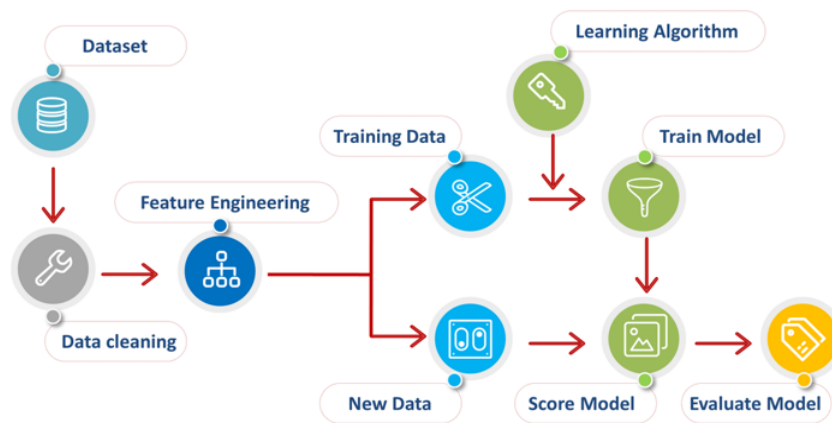 Learning Algorithm
Dataset
Training Data
Train Model
Feature Engineering
Data cleaning
New Data
Score Model
Evaluate Model